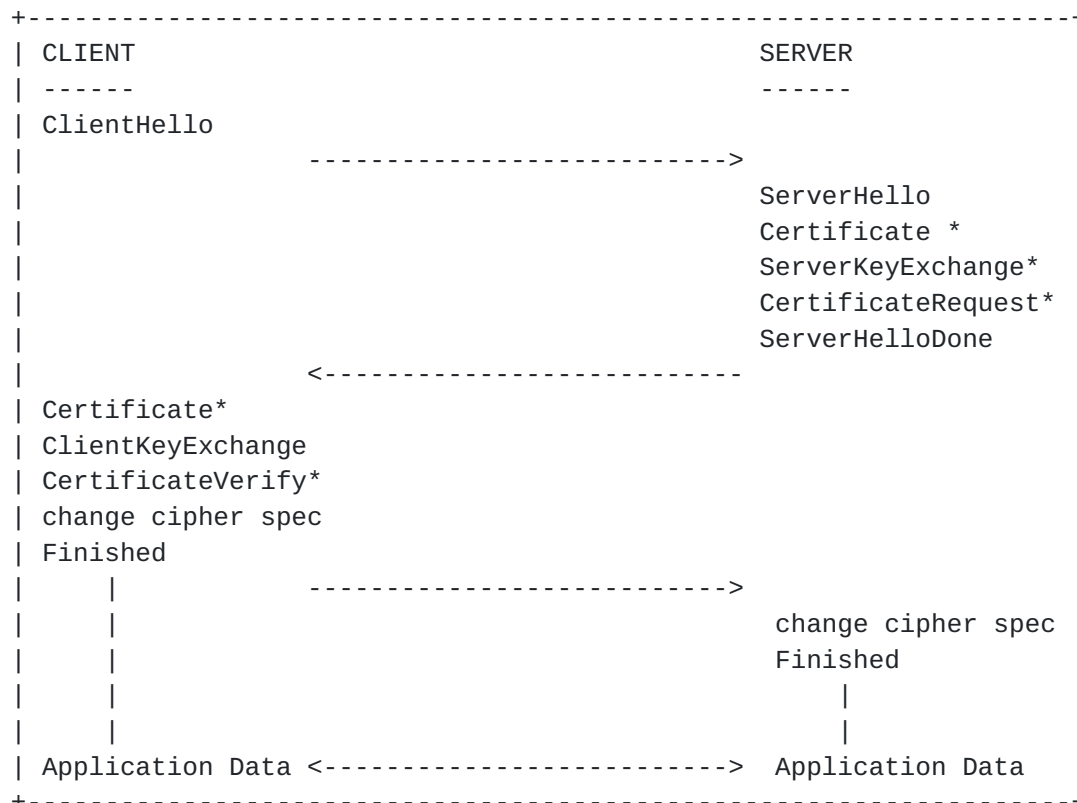 +-------------------------------------------------------------------+
| CLIENT                                        SERVER
| ------                                        ------
| ClientHello
|                  --------------------------->
|                                               ServerHello
|                                               Certificate *
|                                               ServerKeyExchange*
|                                               CertificateRequest*
|                                               ServerHelloDone
|                  <---------------------------
| Certificate*
| ClientKeyExchange
| CertificateVerify*
| change cipher spec
| Finished
|     |            --------------------------->
|     |                                          change cipher spec
|     |                                          Finished
|     |                                              |
|     |                                              |
| Application Data <--------------------------->  Application Data
+-------------------------------------------------------------------+